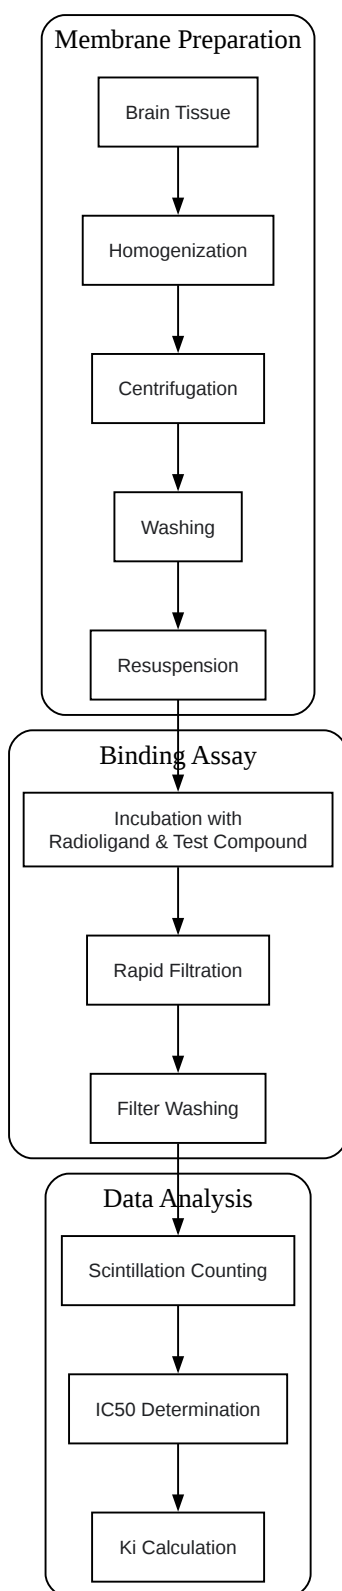 Membrane Preparation
Brain Tissue
Homogenization
Centrifugation
Washing
Resuspension
Binding Assay
Incubation with
Radioligand & Test Compound
Rapid Filtration
Filter Washing
Data Analysis
Scintillation Counting
IC50 Determination
Ki Calculation